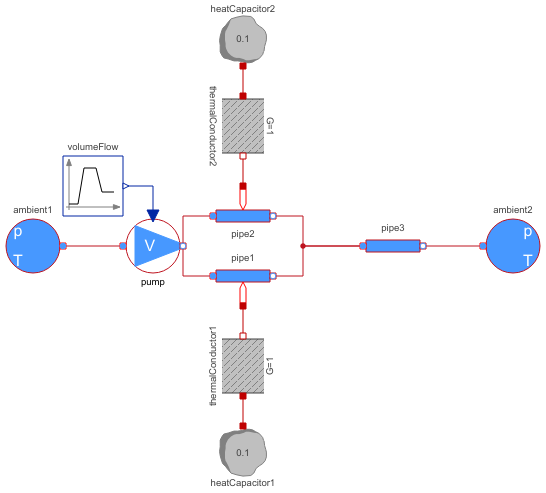 heatCapacitor2
0.1
thermalConductor2
G=1
volumeFlow
ambient1
p
T
V
pump
pipe2
pipe1
pipe3
ambient2
p
T
thermalConductor1
G=1
0.1
heatCapacitor1